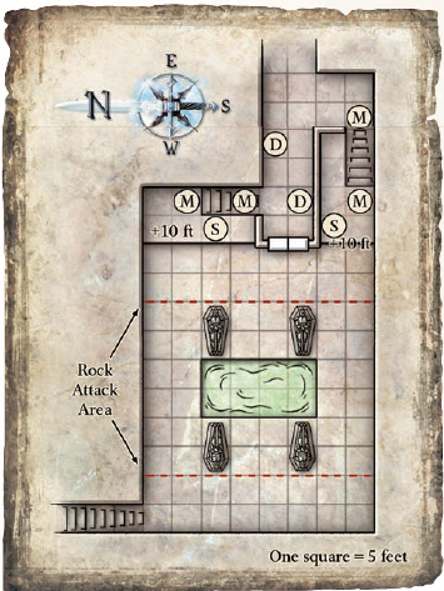 E
N
S
W
M
D
M
M
D
M
S
S
+10 ft
+10 ft
Rock
Attack
Area
One square = 5 feet